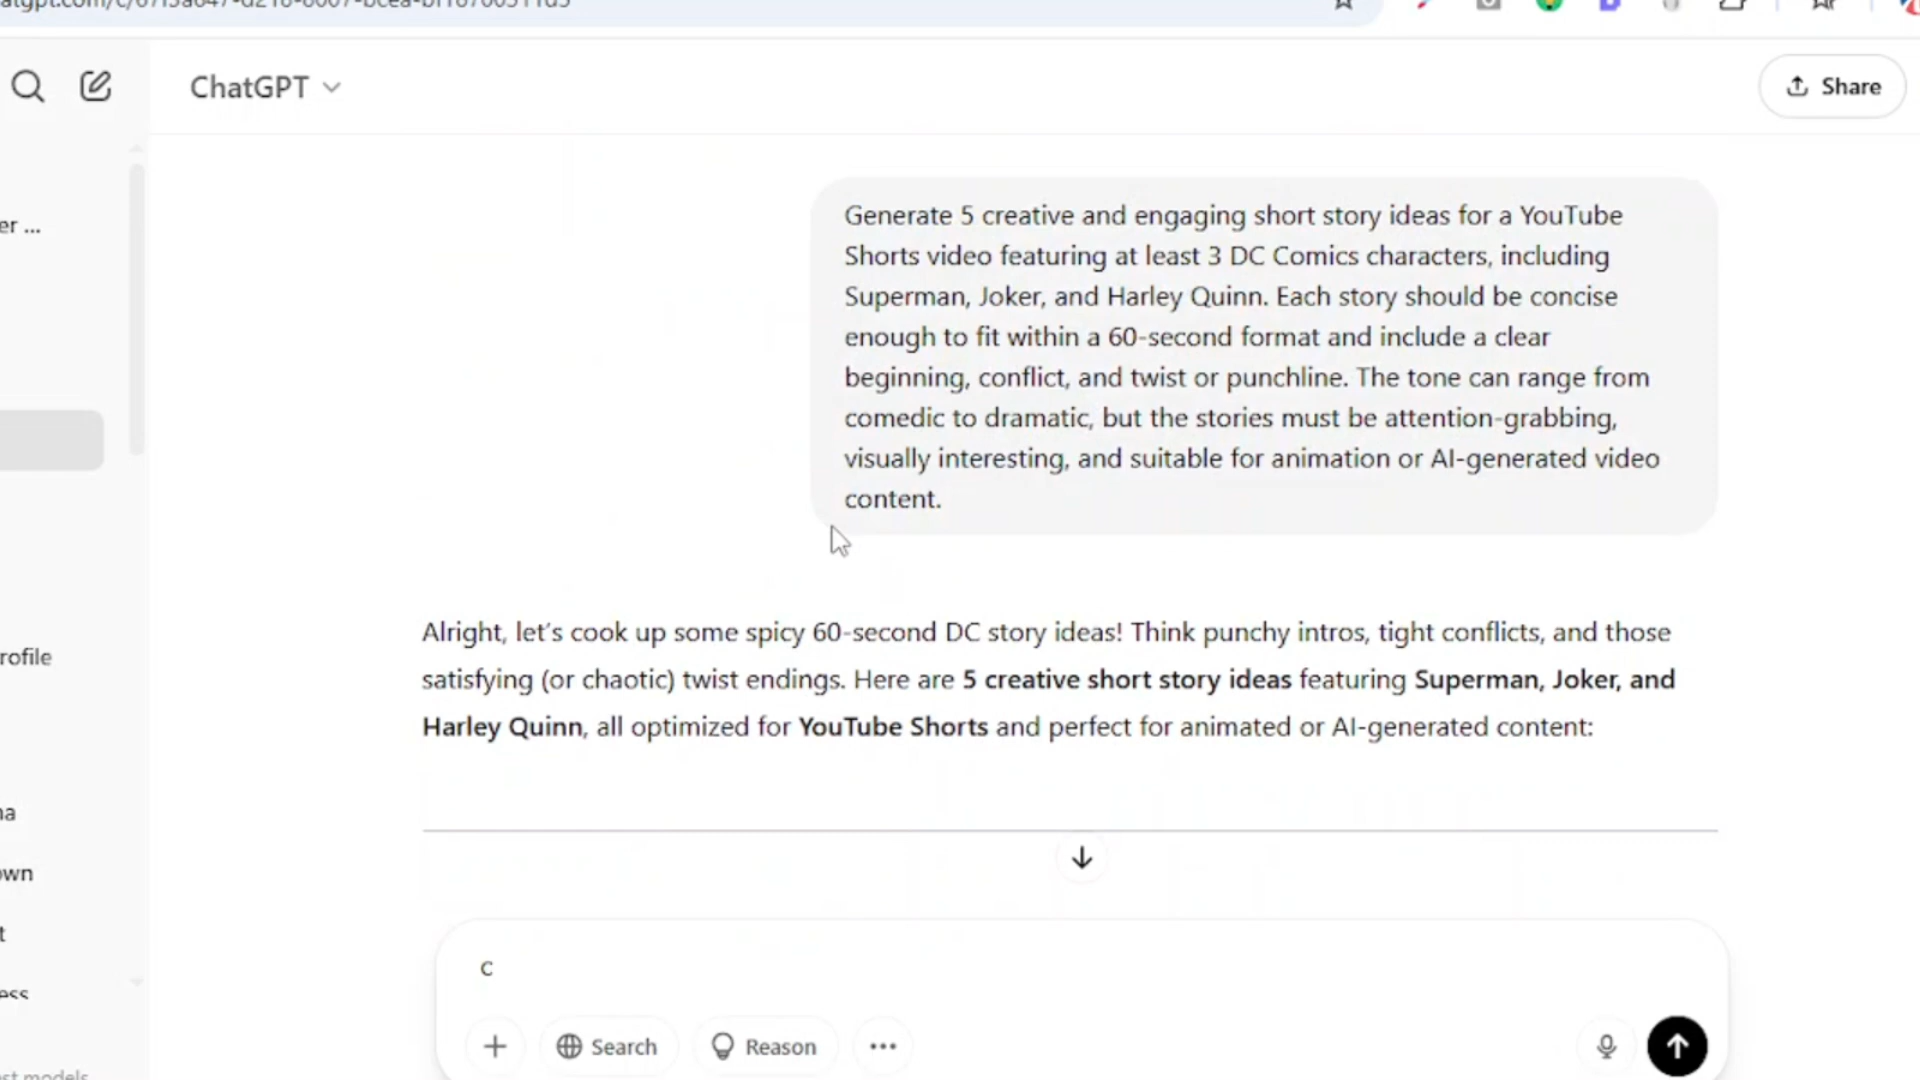 ChatGPT
Share
er ...
Generate 5 creative and engaging short story ideas for a YouTube
Shorts video featuring at least 3 DC Comics characters, including
Superman, Joker, and Harley Quinn. Each story should be concise
enough to fit within a 60-second format and include a clear
beginning, conflict, and twist or punchline. The tone can range from
comedic to dramatic, but the stories must be attention-grabbing,
visually interesting, and suitable for animation or AI-generated video
content.
Alright, let's cook up some spicy 60-second DC story ideas! Think punchy intros, tight conflicts, and those
satisfying (or chaotic) twist endings. Here are 5 creative short story ideas featuring Superman, Joker, and
Harley Quinn, all optimized for YouTube Shorts and perfect for animated or AI-generated content:
rofile
na
own
t
ess
c
Search
Reason
...
st models